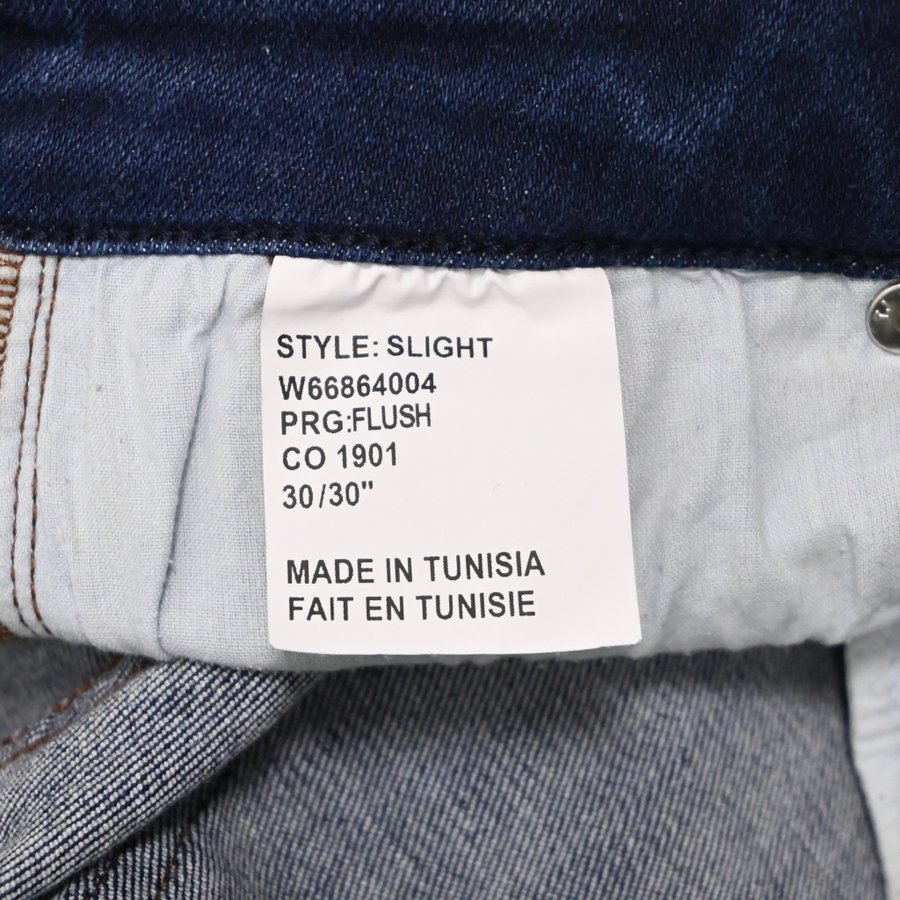 STYLE: SLIGHT
W66864004
PRG:FLUSH
CO 1901
30/30"
MADE IN TUNISIA
FAIT EN TUNISIE